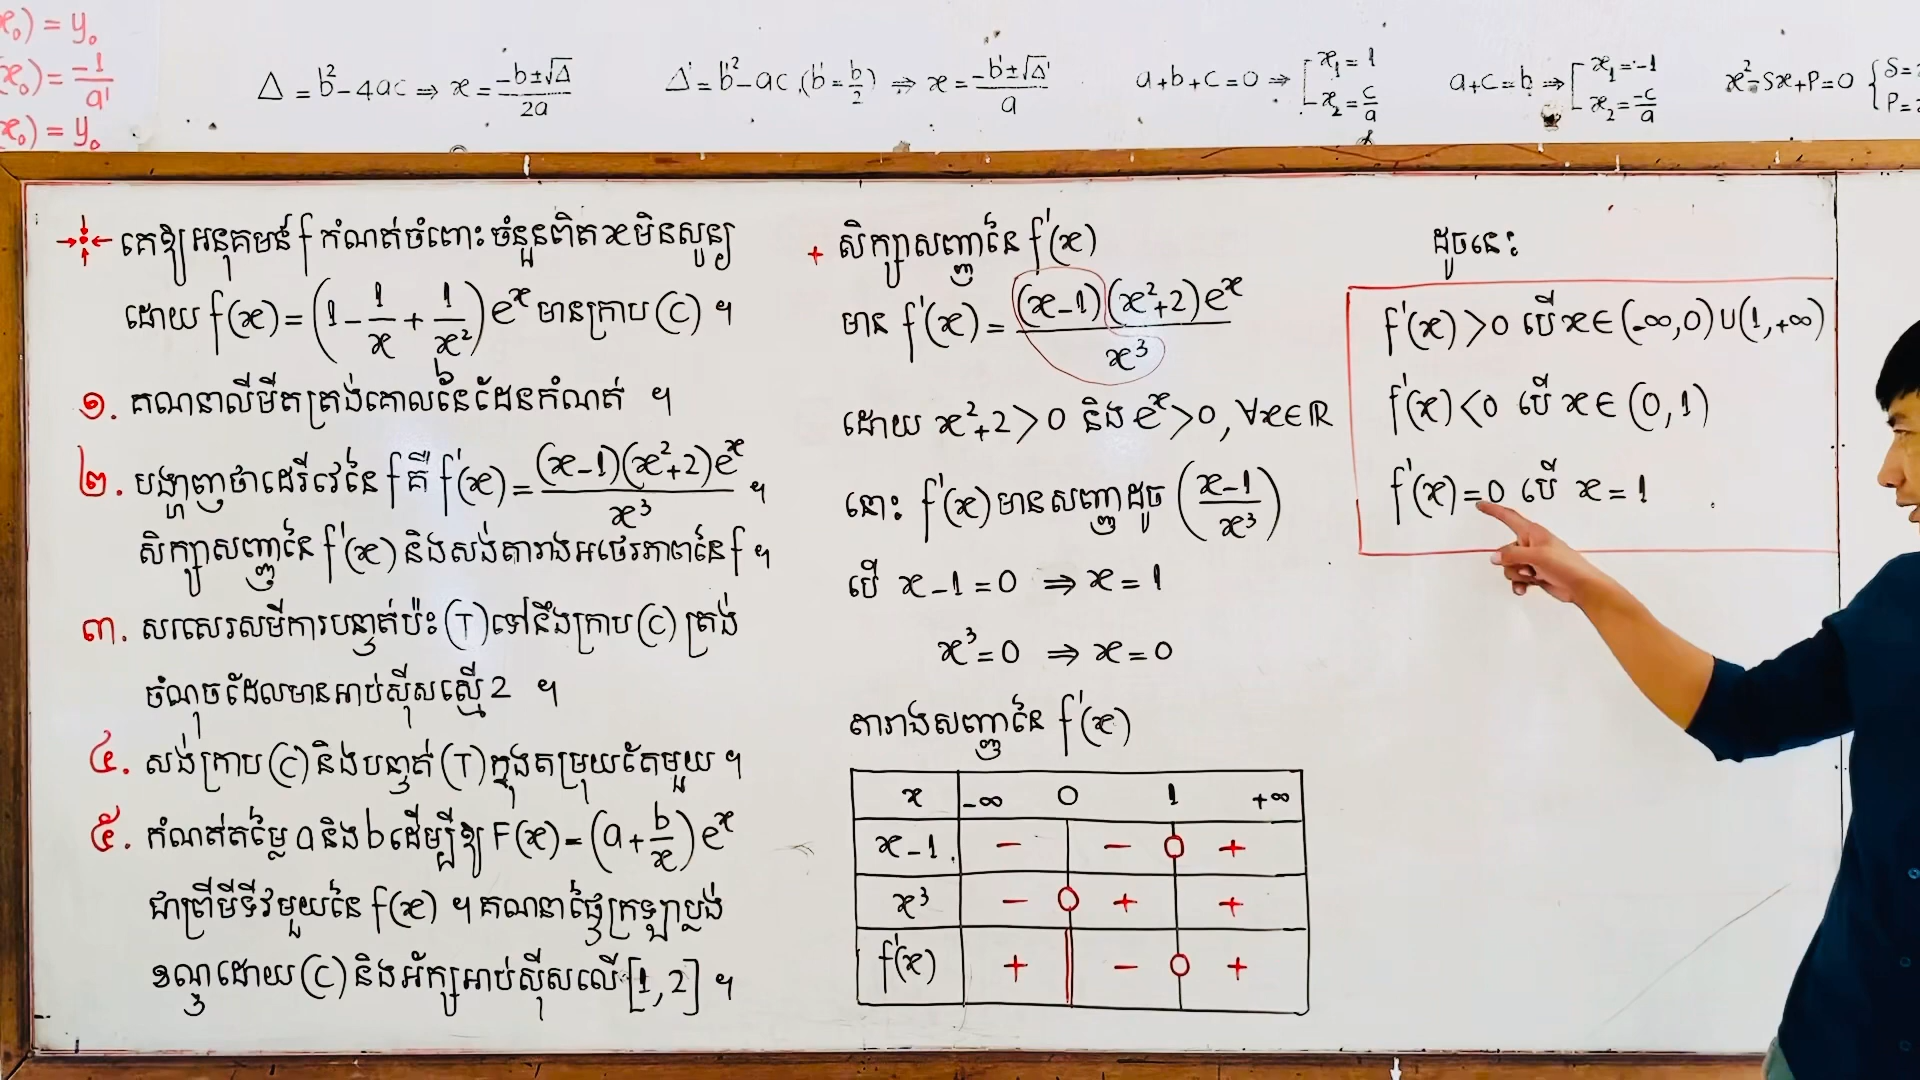 x₀) = y₀
(x₀) = -1/a'
(x₀) = y₀
Δ = b² - 4ac ⇒ x = (-b±√Δ)/2a
Δ' = b'² - ac, (b' = b/2) ⇒ x = (-b'±√Δ')/a
a+b+c=0 ⇒ [x₁ = 1, x₂ = c/a
a+c=b ⇒ [x₁ = -1, x₂ = -c/a
x² - Sx + P = 0 { S= P=
គេឱ្យអនុគមន៍ f កំណត់ចំពោះចំនួនពិត x មិនសូន្យ
ដោយ f(x) = (1 - 1/x + 1/x²)eˣ មានក្រាប (C) ។
១. គណនាលីមីតត្រង់គោលនៃដែនកំណត់ ។
២. បង្ហាញថាដេរីវេនៃ f គឺ f'(x) = (x-1)(x²+2)eˣ/x³ ។
សិក្សាសញ្ញានៃ f'(x) និងសង់តារាងអថេរភាពនៃ f ។
៣. សរសេរសមីការបន្ទាត់ប៉ះ (T) ទៅនឹងក្រាប (C) ត្រង់
ចំណុចដែលមានអាប់ស៊ីសស្មើ 2 ។
៤. សង់ក្រាប (C) និងបន្ទាត់ (T) ក្នុងតម្រុយតែមួយ ។
៥. កំណត់តម្លៃ a និង b ដើម្បីឱ្យ F(x) = (a + b/x)eˣ
ជាព្រីមីទីវមួយនៃ f(x) ។ គណនាផ្ទៃក្រឡាប្លង់
ខណ្ឌដោយ (C) និងអ័ក្សអាប់ស៊ីសលើ [1, 2] ។
+ សិក្សាសញ្ញានៃ f'(x)
មាន f'(x) = (x-1)(x²+2)eˣ/x³
ដោយ x²+2 > 0 និង eˣ > 0, ∀x∈ℝ
នោះ f'(x) មានសញ្ញាដូច ((x-1)/x³)
បើ x-1 = 0 ⇒ x = 1
x³ = 0 ⇒ x = 0
តារាងសញ្ញានៃ f'(x)
x -∞ 0 1 +∞
x-1 - - 0 +
x³ - 0 + +
f'(x) + || - 0 +
ដូចនេះ
f'(x) > 0 បើ x∈(-∞,0)∪(1,+∞)
f'(x) < 0 បើ x∈(0,1)
f'(x) = 0 បើ x = 1